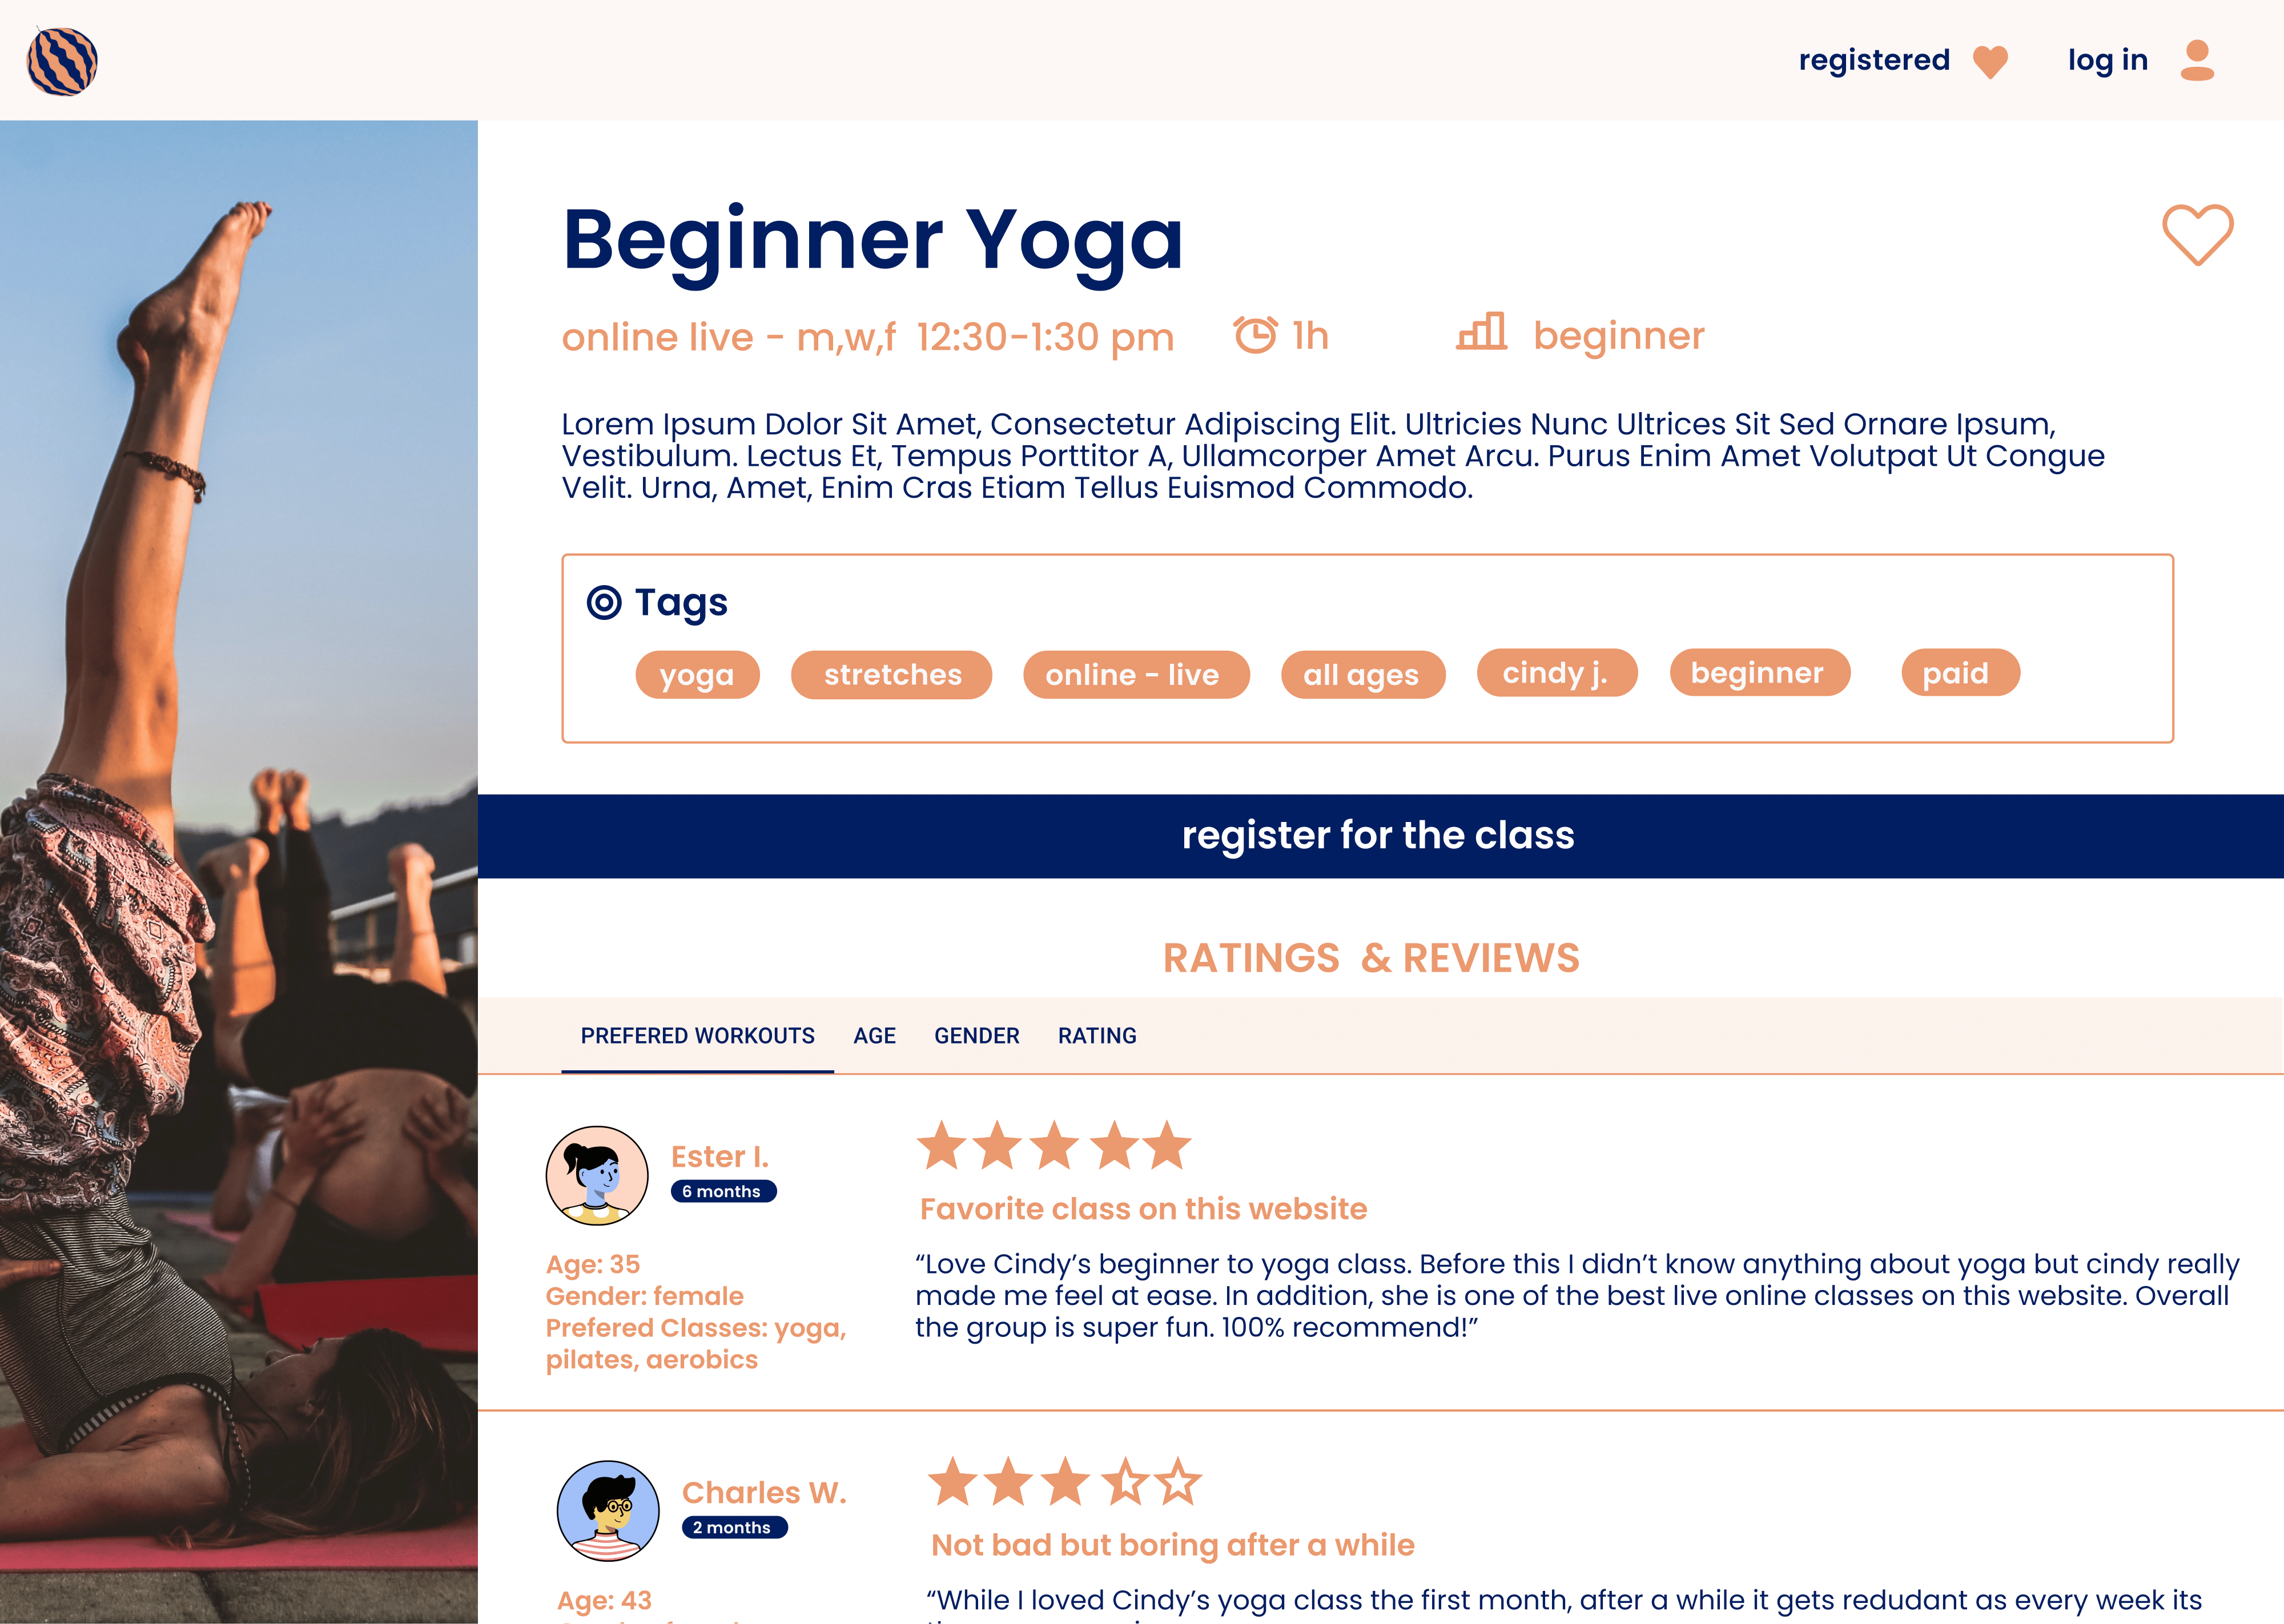 registered
log in
Beginner Yoga
online live - m,w,f 12:30-1:30 pm
1h
beginner
Lorem Ipsum Dolor Sit Amet, Consectetur Adipiscing Elit. Ultricies Nunc Ultrices Sit Sed Ornare Ipsum,
Vestibulum. Lectus Et, Tempus Porttitor A, Ullamcorper Amet Arcu. Purus Enim Amet Volutpat Ut Congue
Velit. Urna, Amet, Enim Cras Etiam Tellus Euismod Commodo.
Tags
yoga
stretches
online - live
all ages
cindy j.
beginner
paid
register for the class
RATINGS & REVIEWS
PREFERED WORKOUTS
AGE
GENDER
RATING
Ester I.
6 months
Age: 35
Gender: female
Prefered Classes: yoga,
pilates, aerobics
Favorite class on this website
“Love Cindy’s beginner to yoga class. Before this I didn’t know anything about yoga but cindy really
made me feel at ease. In addition, she is one of the best live online classes on this website. Overall
the group is super fun. 100% recommend!”
Charles W.
2 months
Age: 43
Not bad but boring after a while
“While I loved Cindy’s yoga class the first month, after a while it gets redudant as every week its